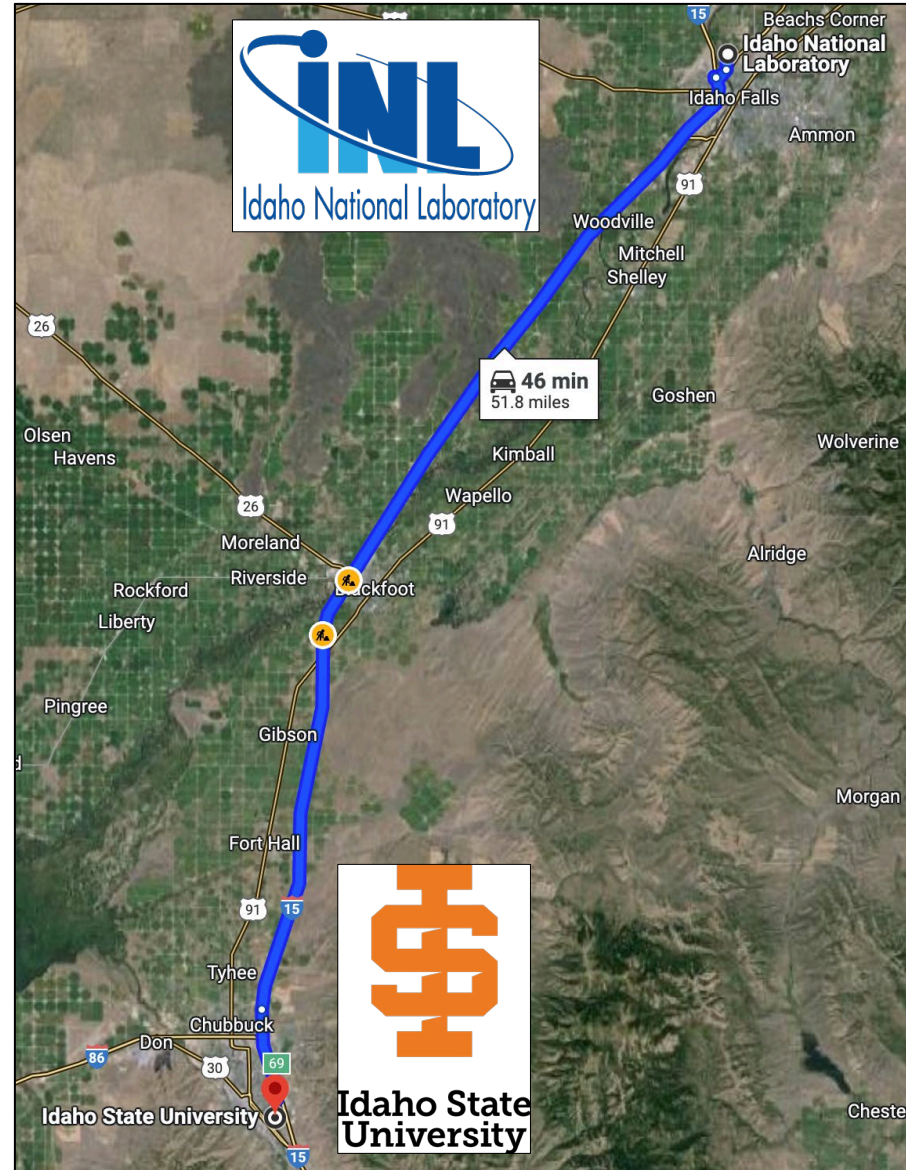 15
Beachs Corner
Idaho National
Laboratory
iNL
Idaho National Laboratory
Idaho Falls
Ammon
91
Woodville
Mitchell
Shelley
26
46 min
51.8 miles
Goshen
Olsen
Havens
Wolverine
Kimball
Wapello
26
91
Moreland
Alridge
Riverside
Rockford
Blackfoot
Liberty
Pingree
Gibson
d
Morgan
Fort Hall
91
15
Tyhee
Chubbuck
Don
86
30
69
Idaho State University
ISU
Idaho State
University
Cheste
15